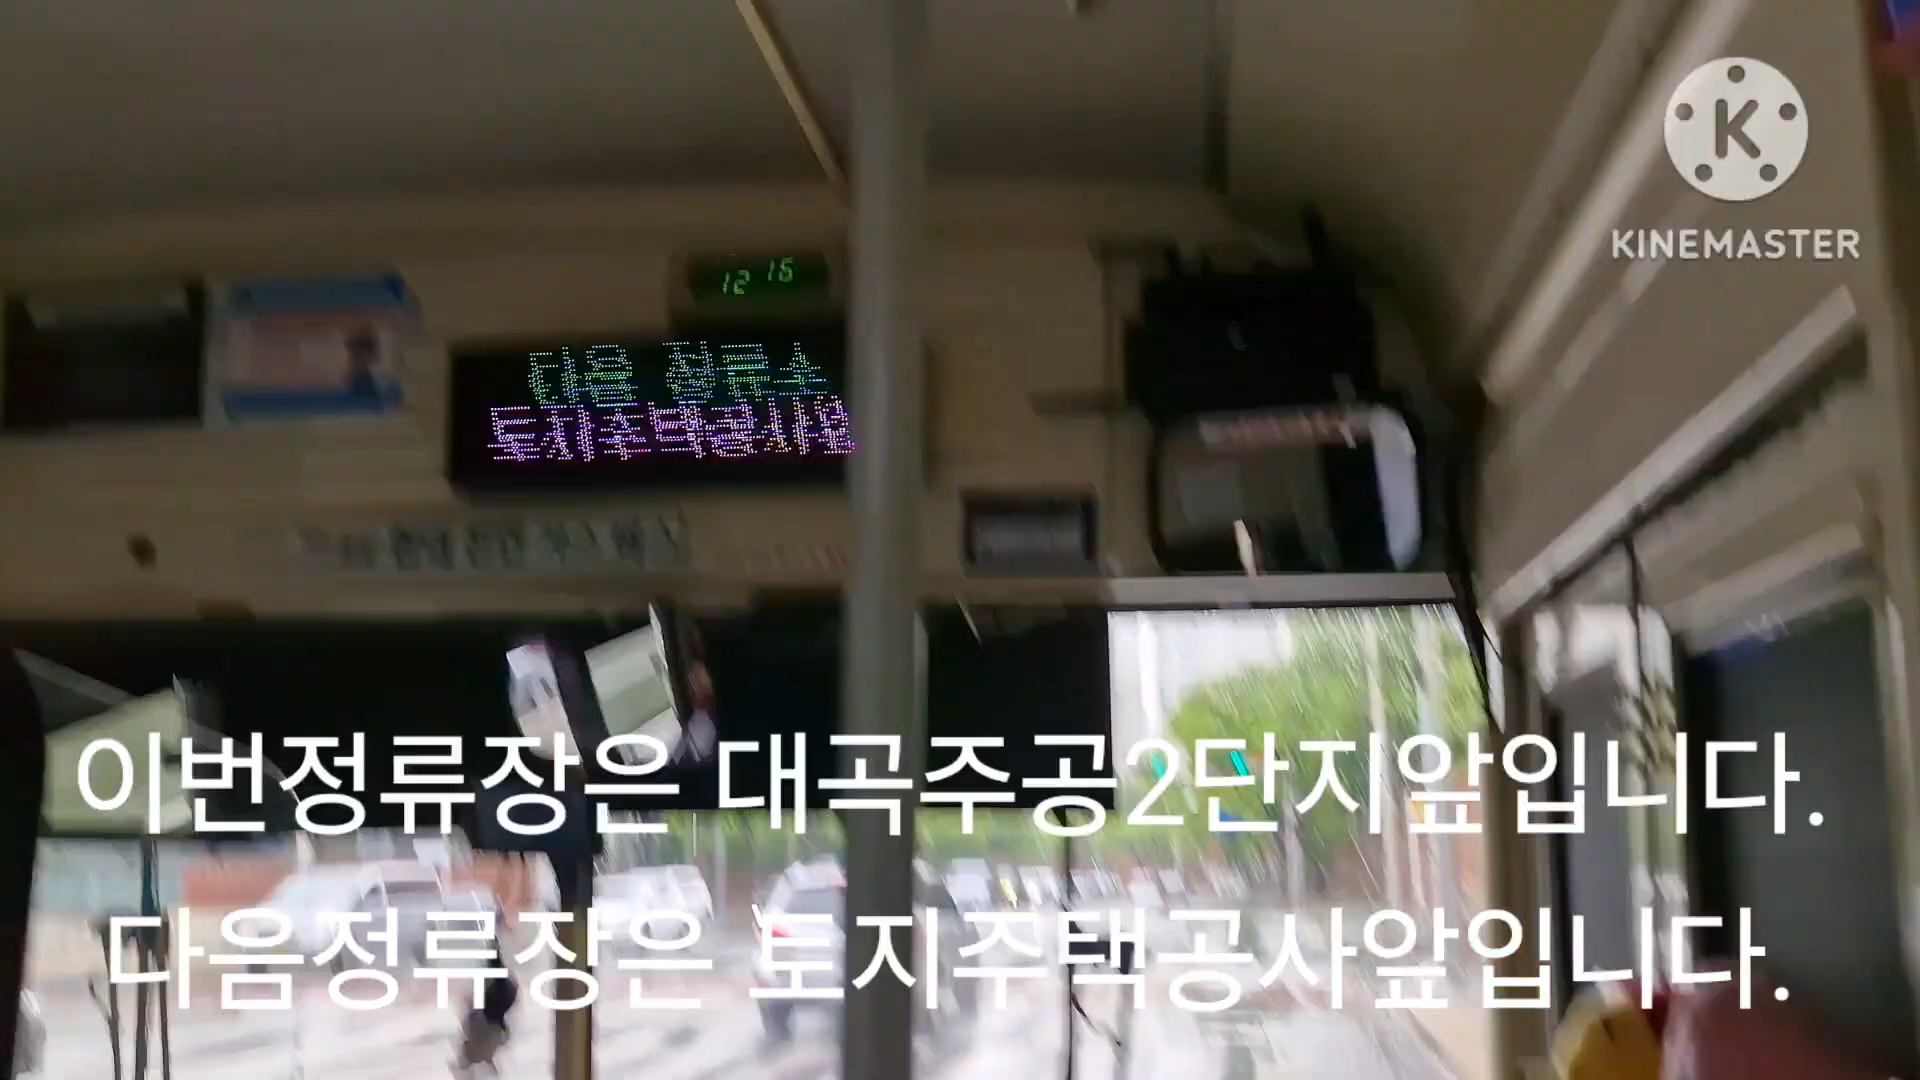 KINEMASTER
12 15
다음 정류소
토지주택공사앞
이번정류장은 대곡주공2단지앞입니다.
다음정류장은 토지주택공사앞입니다.